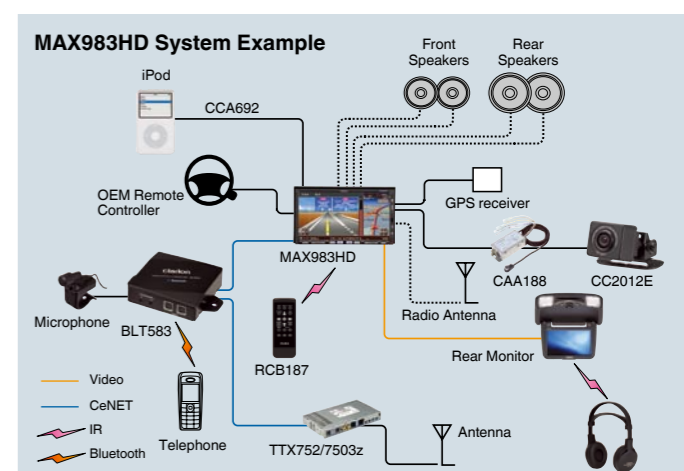 MAX983HD System Example
Front
Speakers
Rear
Speakers
iPod
CCA692
OEM Remote
Controller
GPS receiver
MAX983HD
CAA188
CC2012E
clarion
Microphone
BLT583
Radio Antenna
RCB187
Rear Monitor
Video
CeNET
IR
Bluetooth
Telephone
TTX752/7503z
Antenna